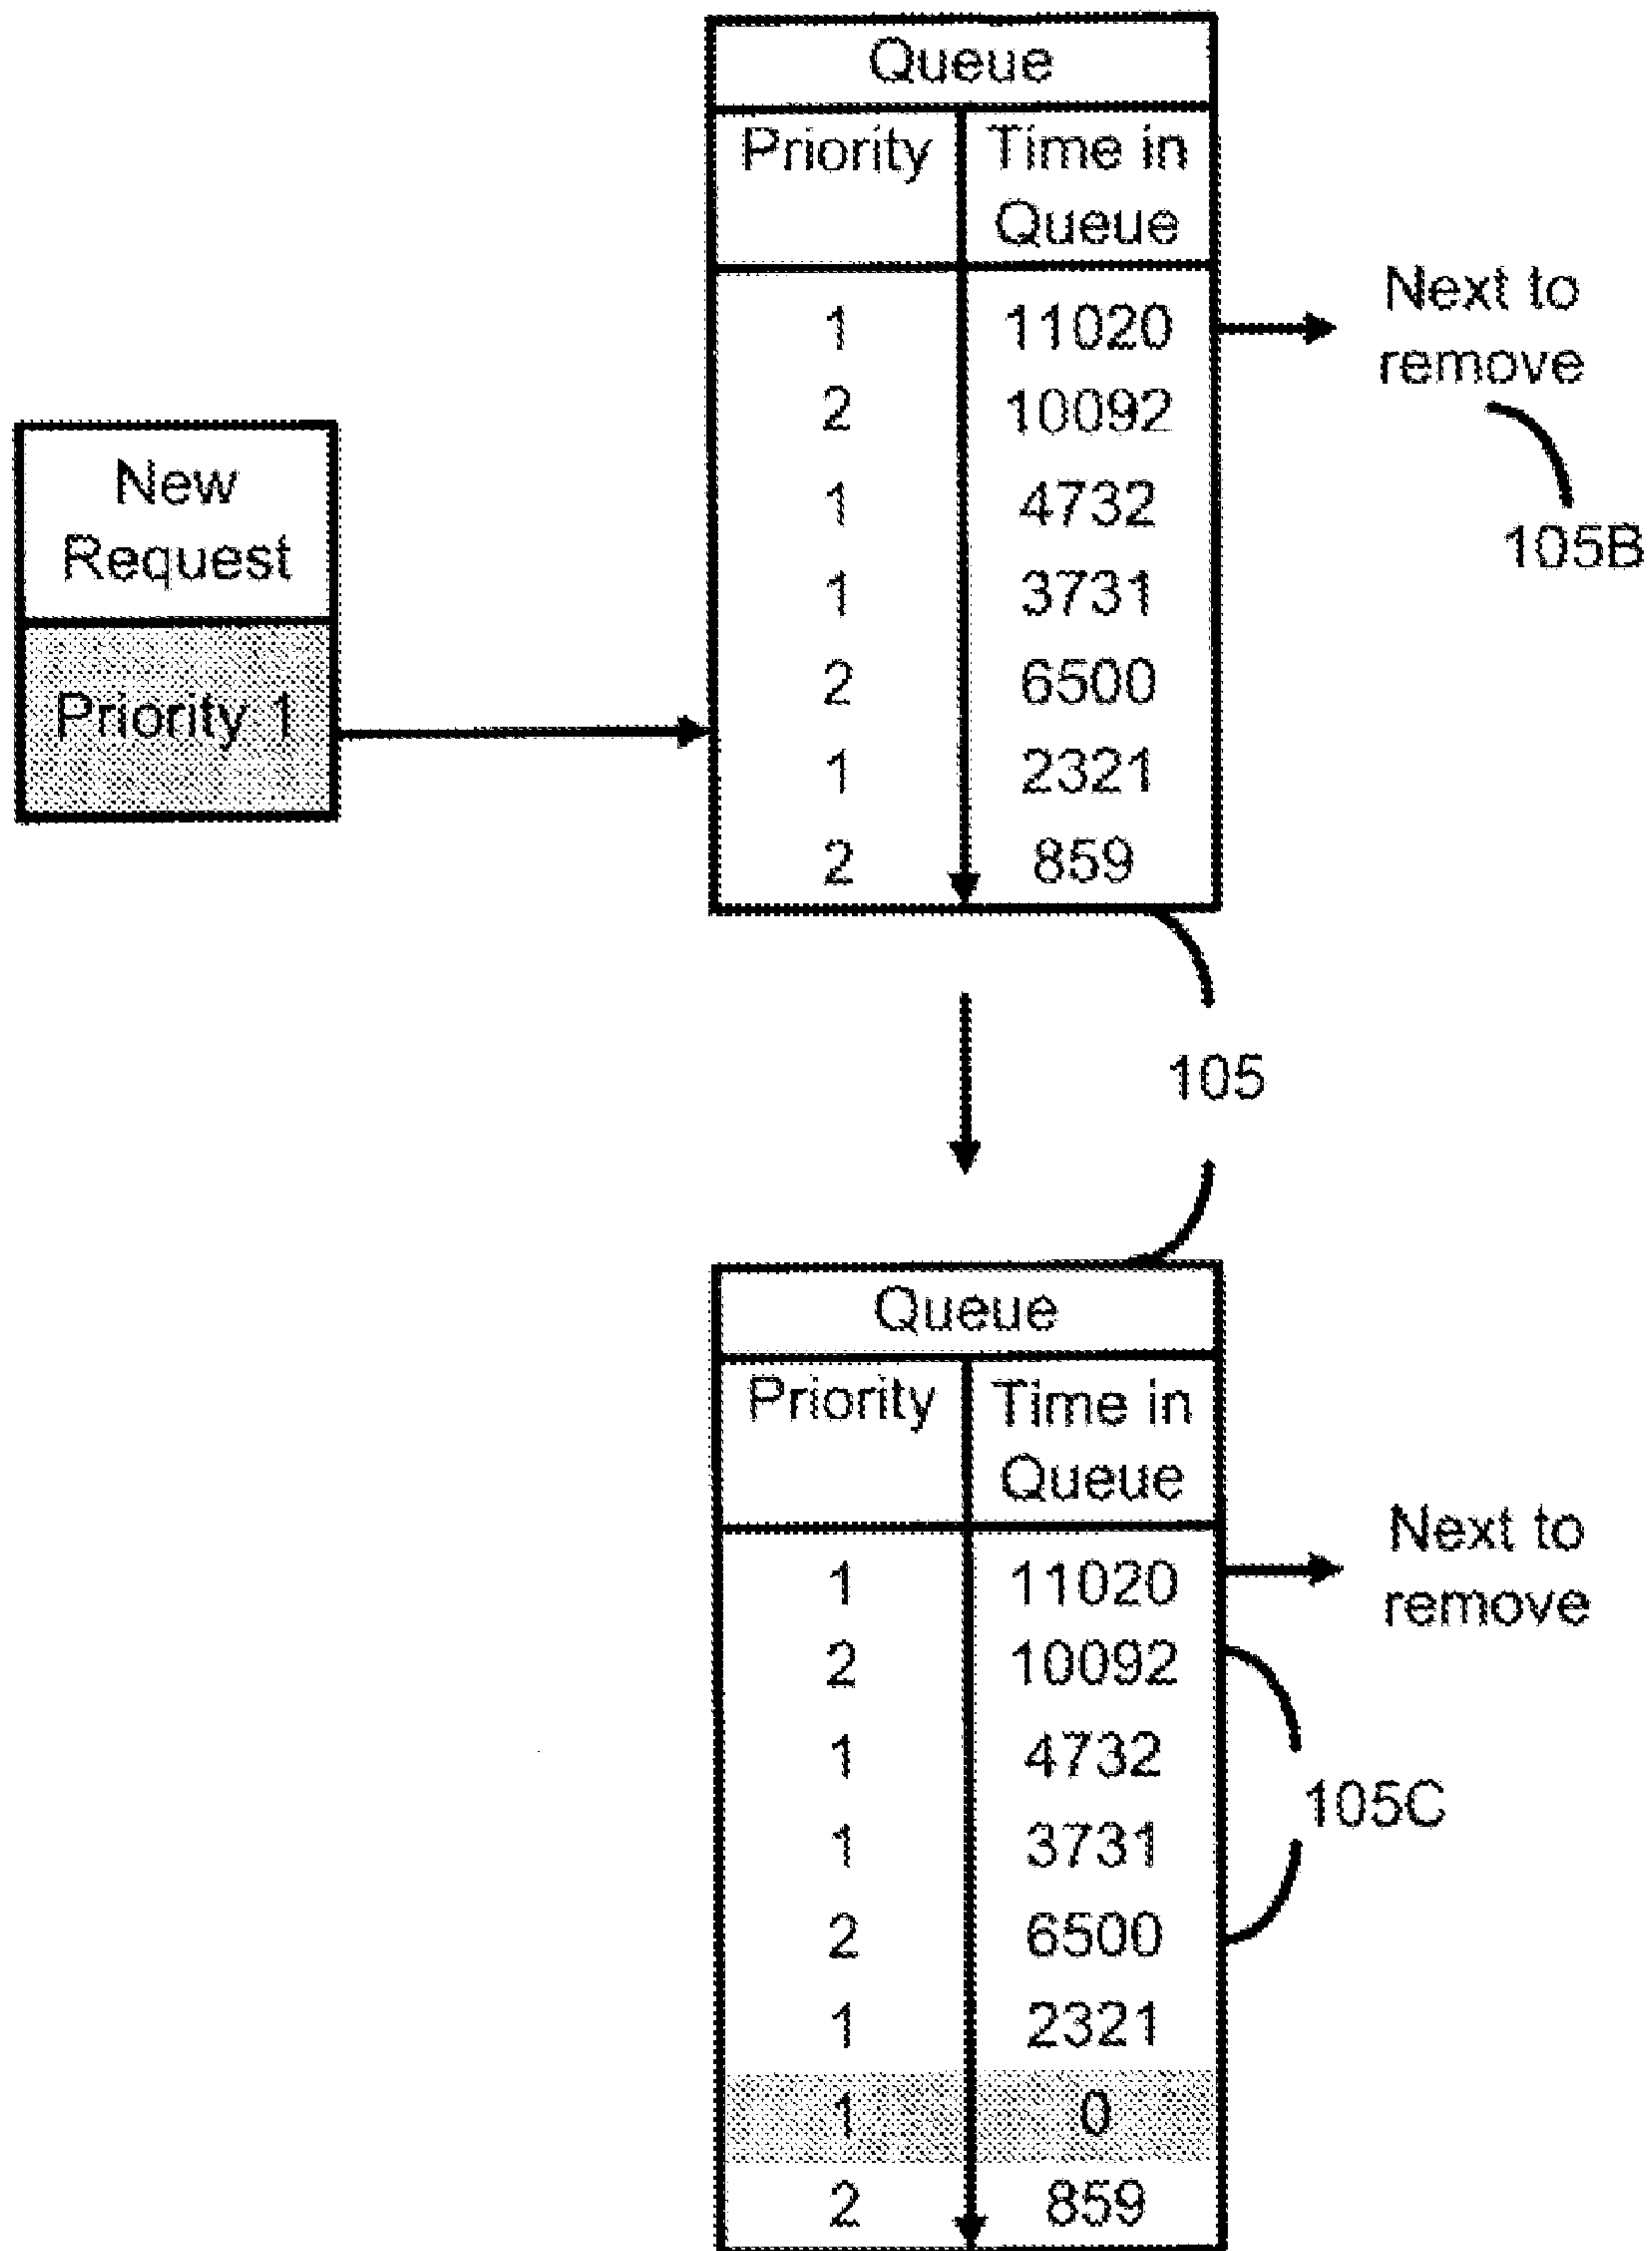 Queue
Priority Time in
Queue
1 11020
2 10092
1 4732
1 3731
2 6500
1 2321
2 859
Next to
remove
105B
New
Request
Priority 1
105
Queue
Priority Time in
Queue
1 11020
2 10092
1 4732
1 3731
2 6500
1 2321
1 0
2 859
Next to
remove
105C